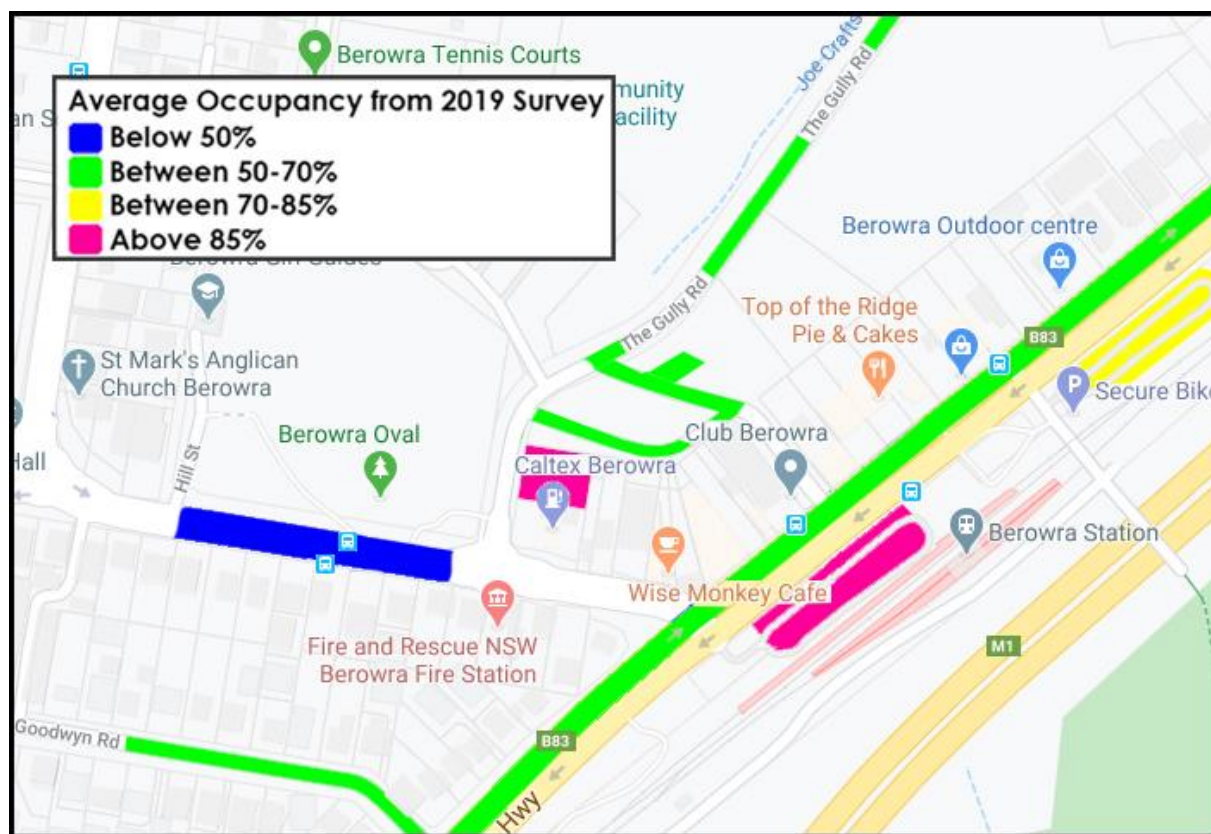 Berowra Tennis Courts
Average Occupancy from 2019 Survey
Below 50%
Between 50-70%
Between 70-85%
Above 85%
munity
acility
Joe Crafts
The Gully Rd
Berowra Outdoor centre
The Gully Rd
Top of the Ridge
Pie & Cakes
B83
St Mark's Anglican
Church Berowra
Secure Bike
Berowra Oval
Club Berowra
Hall
Hill St
Caltex Berowra
P
Berowra Station
Wise Monkey Cafe
Fire and Rescue NSW
Berowra Fire Station
M1
Goodwyn Rd
B83
Hwy